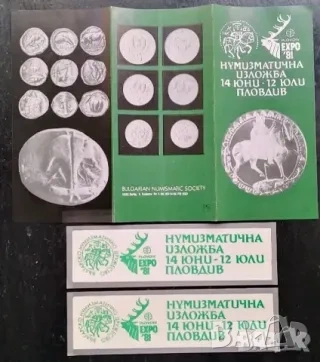 EXPO
'81
НУМИЗМАТИЧНА
ИЗЛОЖБА
14 ЮНИ - 12 ЮЛИ
ПЛОВДИВ
BULGARIAN NUMISMATIC SOCIETY
EXPO
'81
НУМИЗМАТИЧНА
ИЗЛОЖБА
14 ЮНИ - 12 ЮЛИ
ПЛОВДИВ
EXPO
'81
НУМИЗМАТИЧНА
ИЗЛОЖБА
14 ЮНИ - 12 ЮЛИ
ПЛОВДИВ